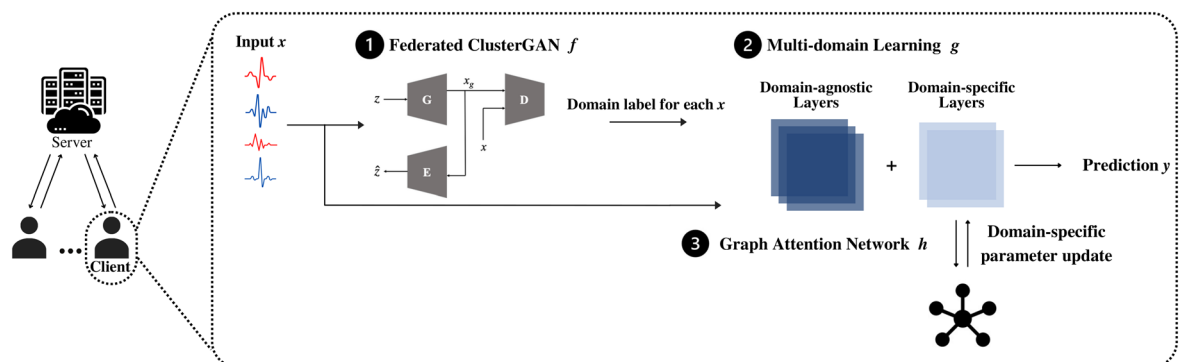 Server
Client
Input x
1 Federated ClusterGAN f
z
G
x_g
D
x
ẑ
E
Domain label for each x
2 Multi-domain Learning g
Domain-agnostic
Layers
+
Domain-specific
Layers
Prediction y
3 Graph Attention Network h
Domain-specific
parameter update